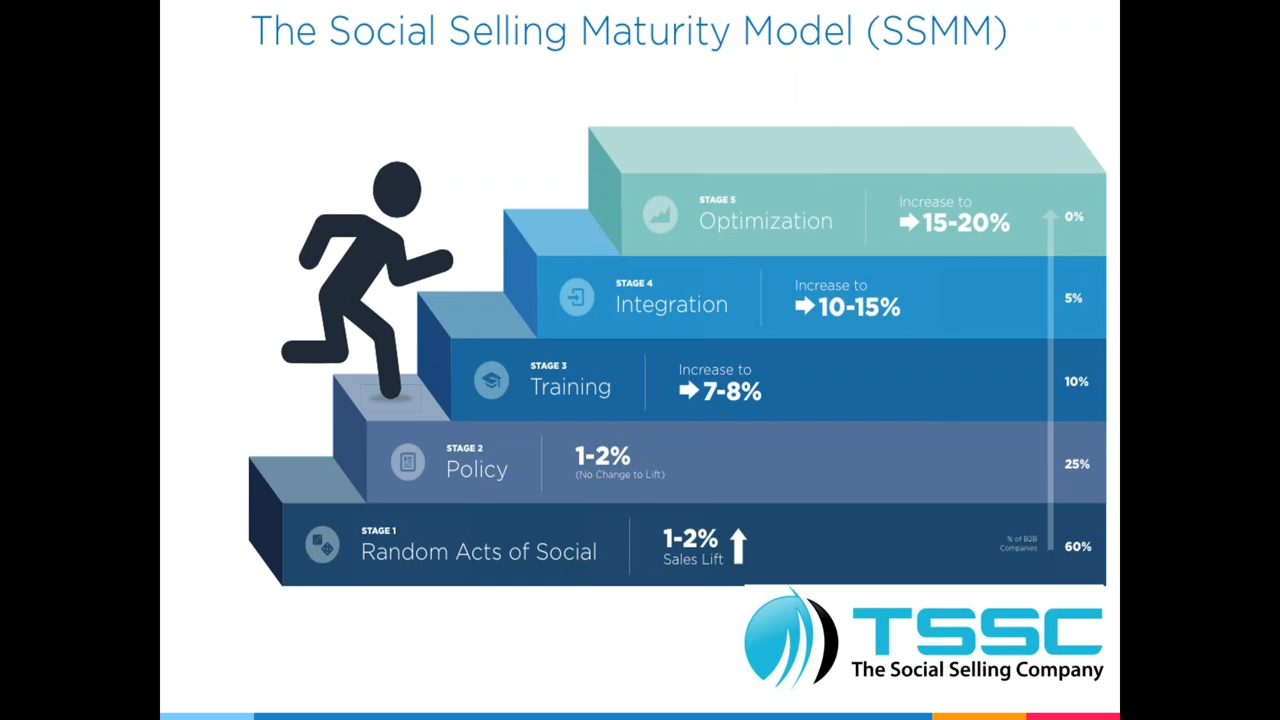 The Social Selling Maturity Model (SSMM)
STAGE 5
Optimization
Increase to
15-20%
0%
STAGE 4
Integration
Increase to
10-15%
5%
STAGE 3
Training
Increase to
7-8%
10%
STAGE 2
Policy
1-2%
(No Change to Lift)
25%
STAGE 1
Random Acts of Social
1-2%
Sales Lift
% of B2B
Companies
60%
TSSC
The Social Selling Company